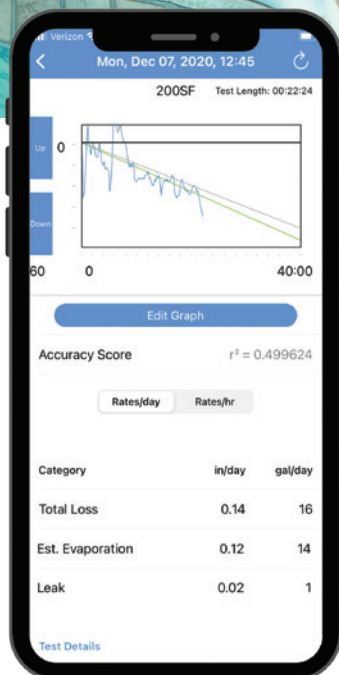 Verizon
Mon, Dec 07, 2020, 12:45
200SF Test Length: 00:22:24
Up 0
Down
60 0 40:00
Edit Graph
Accuracy Score r² = 0.499624
Rates/day Rates/hr
Category in/day gal/day
Total Loss 0.14 16
Est. Evaporation 0.12 14
Leak 0.02 1
Test Details